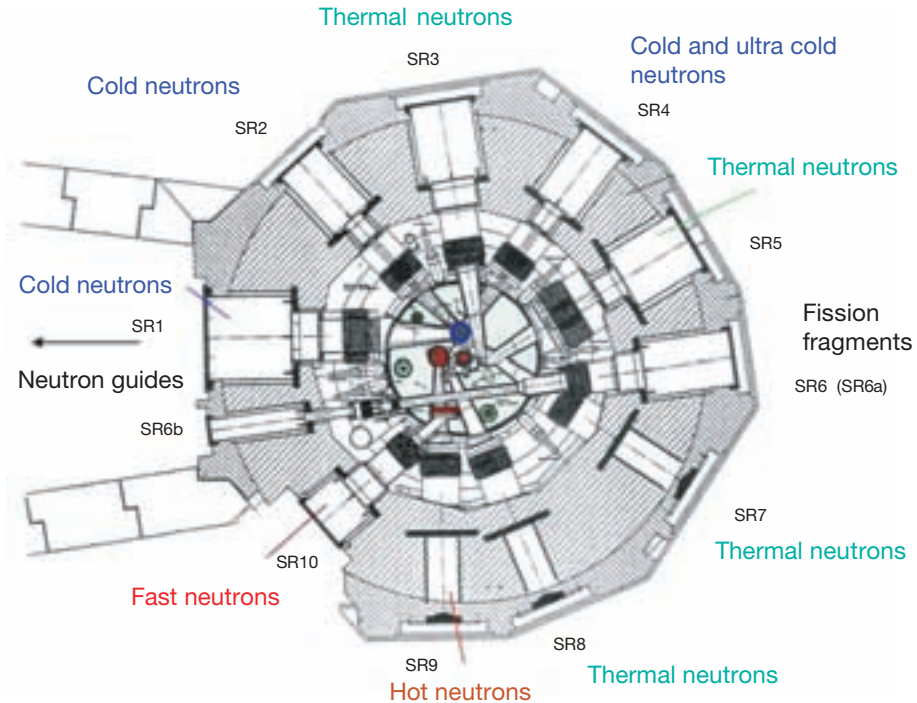 Thermal neutrons
SR3
Cold and ultra cold
neutrons
Cold neutrons
SR4
SR2
Thermal neutrons
SR5
Cold neutrons
SR1
Neutron guides
Fission
fragments
SR6 (SR6a)
SR6b
SR7
Thermal neutrons
SR10
Fast neutrons
SR8
SR9
Thermal neutrons
Hot neutrons